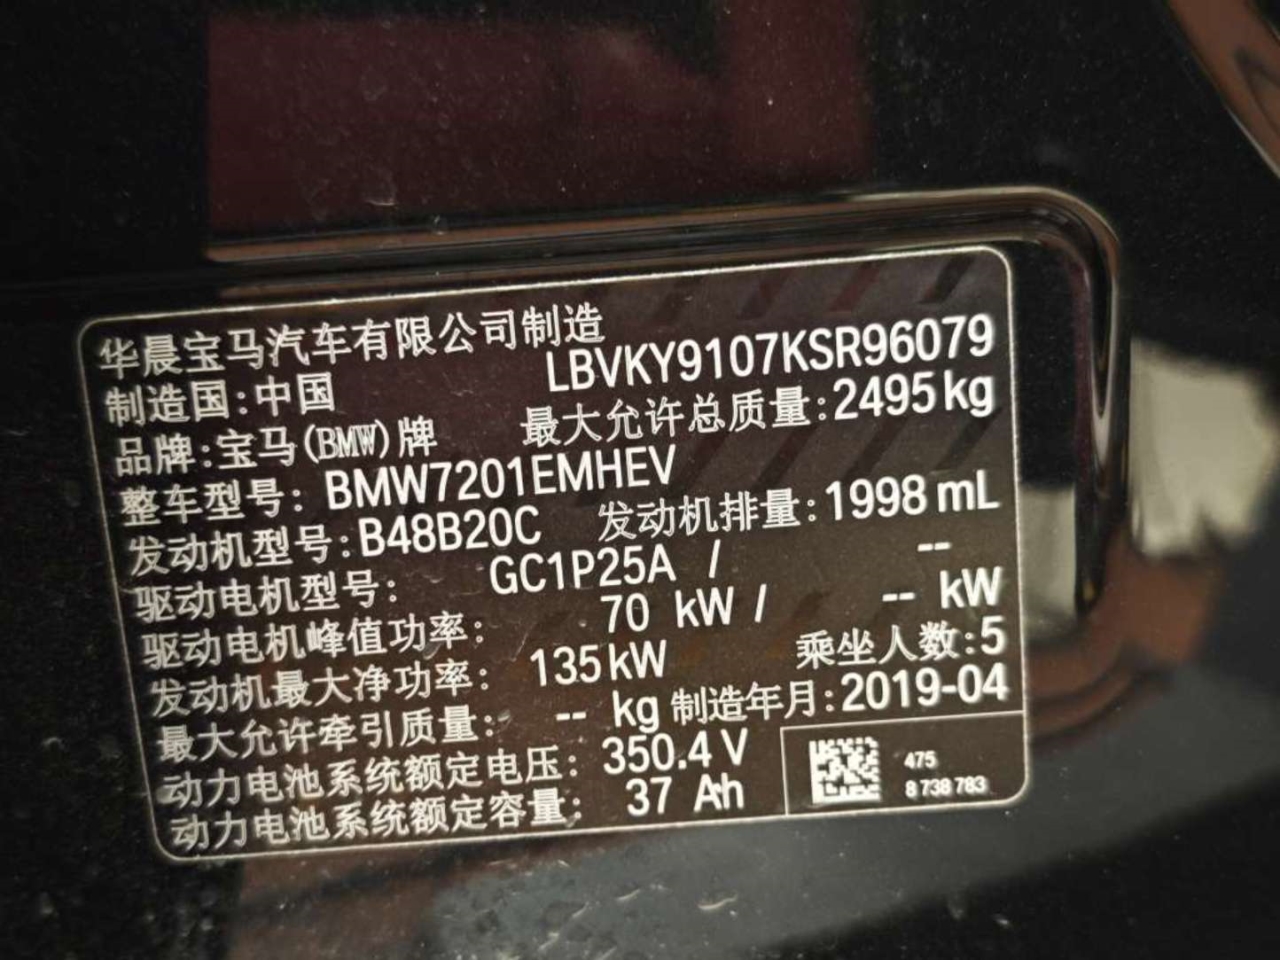 华晨宝马汽车有限公司制造
制造国:中国 LBVKY9107KSR96079
品牌:宝马(BMW)牌 最大允许总质量:2495kg
整车型号: BMW7201EMHEV
发动机型号:B48B20C 发动机排量:1998 mL
驱动电机型号: GC1P25A / --
驱动电机峰值功率: 70 kW / -- kW
发动机最大净功率: 135kW 乘坐人数:5
最大允许牵引质量: -- kg 制造年月:2019-04
动力电池系统额定电压: 350.4 V
动力电池系统额定容量: 37 Ah
475
8 738 783